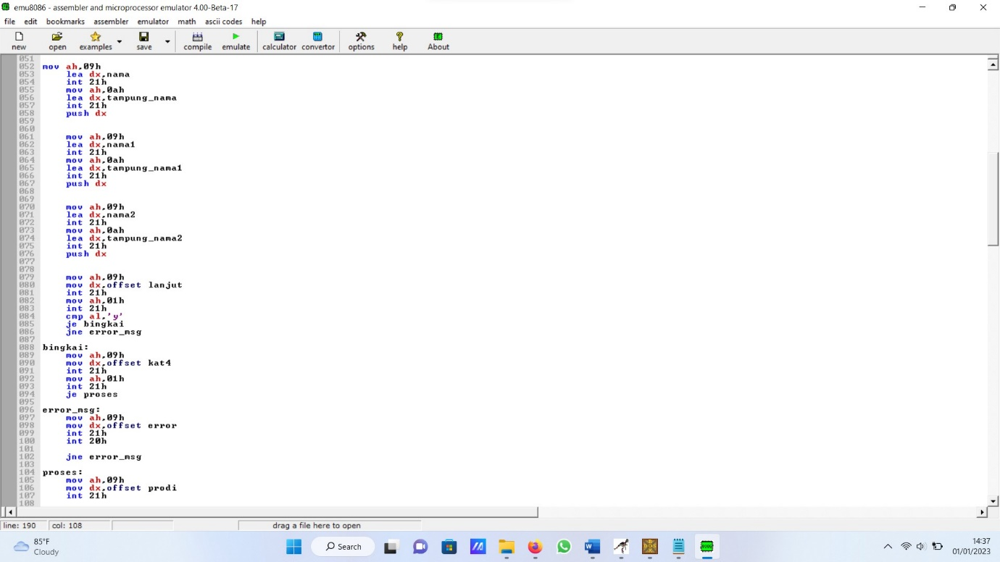 emu8086 - assembler and microprocessor emulator 4.00-Beta-17
file edit bookmarks assembler emulator math ascii codes help
new open examples save compile emulate calculator convertor options help About
051
052 mov ah,09h
053 lea dx,nama
054 int 21h
055 mov ah,0ah
056 lea dx,tampung_nama
057 int 21h
058 push dx
059
060
061 mov ah,09h
062 lea dx,nama1
063 int 21h
064 mov ah,0ah
065 lea dx,tampung_nama1
066 int 21h
067 push dx
068
069
070 mov ah,09h
071 lea dx,nama2
072 int 21h
073 mov ah,0ah
074 lea dx,tampung_nama2
075 int 21h
076 push dx
077
078
079 mov ah,09h
080 mov dx,offset lanjut
081 int 21h
082 mov ah,01h
083 int 21h
084 cmp al,'y'
085 je bingkai
086 jne error_msg
087
088 bingkai:
089 mov ah,09h
090 mov dx,offset kat4
091 int 21h
092 mov ah,01h
093 int 21h
094 je proses
095
096 error_msg:
097 mov ah,09h
098 mov dx,offset error
099 int 21h
100 int 20h
101
102 jne error_msg
103
104 proses:
105 mov ah,09h
106 mov dx,offset prodi
107 int 21h
108
line: 190 col: 108 drag a file here to open
85°F
Cloudy
Search
14:37
01/01/2023